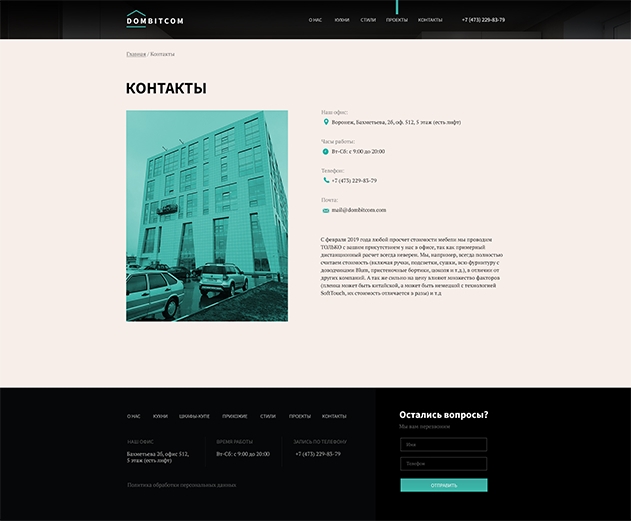 DOMBITCOM
О НАС КУХНИ СТИЛИ ПРОЕКТЫ КОНТАКТЫ +7 (473) 229-83-79
Главная / Контакты
КОНТАКТЫ
Наш офис:
Воронеж, Бахметьева, 2б, оф. 512, 5 этаж (есть лифт)
Часы работы:
Вт-Сб: с 9:00 до 20:00
Телефон:
+7 (473) 229-83-79
Почта:
mail@dombitcom.com
С февраля 2019 года любой просчет стоимости мебели мы проводим
ТОЛЬКО с вашим присутствием у нас в офисе, так как примерный
дистанционный расчет всегда неверен. Мы, например, всегда полностью
считаем стоимость (включая ручки, подсветки, сушки, всю фурнитуру с
доводчиками Blum, пристеночные бортики, цоколя и т.д.), в отличии от
других компаний. А так же сильно на цену влияют множество факторов
(пленка может быть китайской, а может быть немецкой с технологией
SoftTouch, их стоимость отличается в разы) и т.д
О НАС КУХНИ ШКАФЫ-КУПЕ ПРИХОЖИЕ СТИЛИ ПРОЕКТЫ КОНТАКТЫ
НАШ ОФИС
Бахметьева 2б, офис 512,
5 этаж (есть лифт)
ВРЕМЯ РАБОТЫ
Вт-Сб: с 9:00 до 20:00
ЗАПИСЬ ПО ТЕЛЕФОНУ
+7 (473) 229-83-79
Политика обработки персональных данных
Остались вопросы?
Мы вам перезвоним
Имя
Телефон
ОТПРАВИТЬ